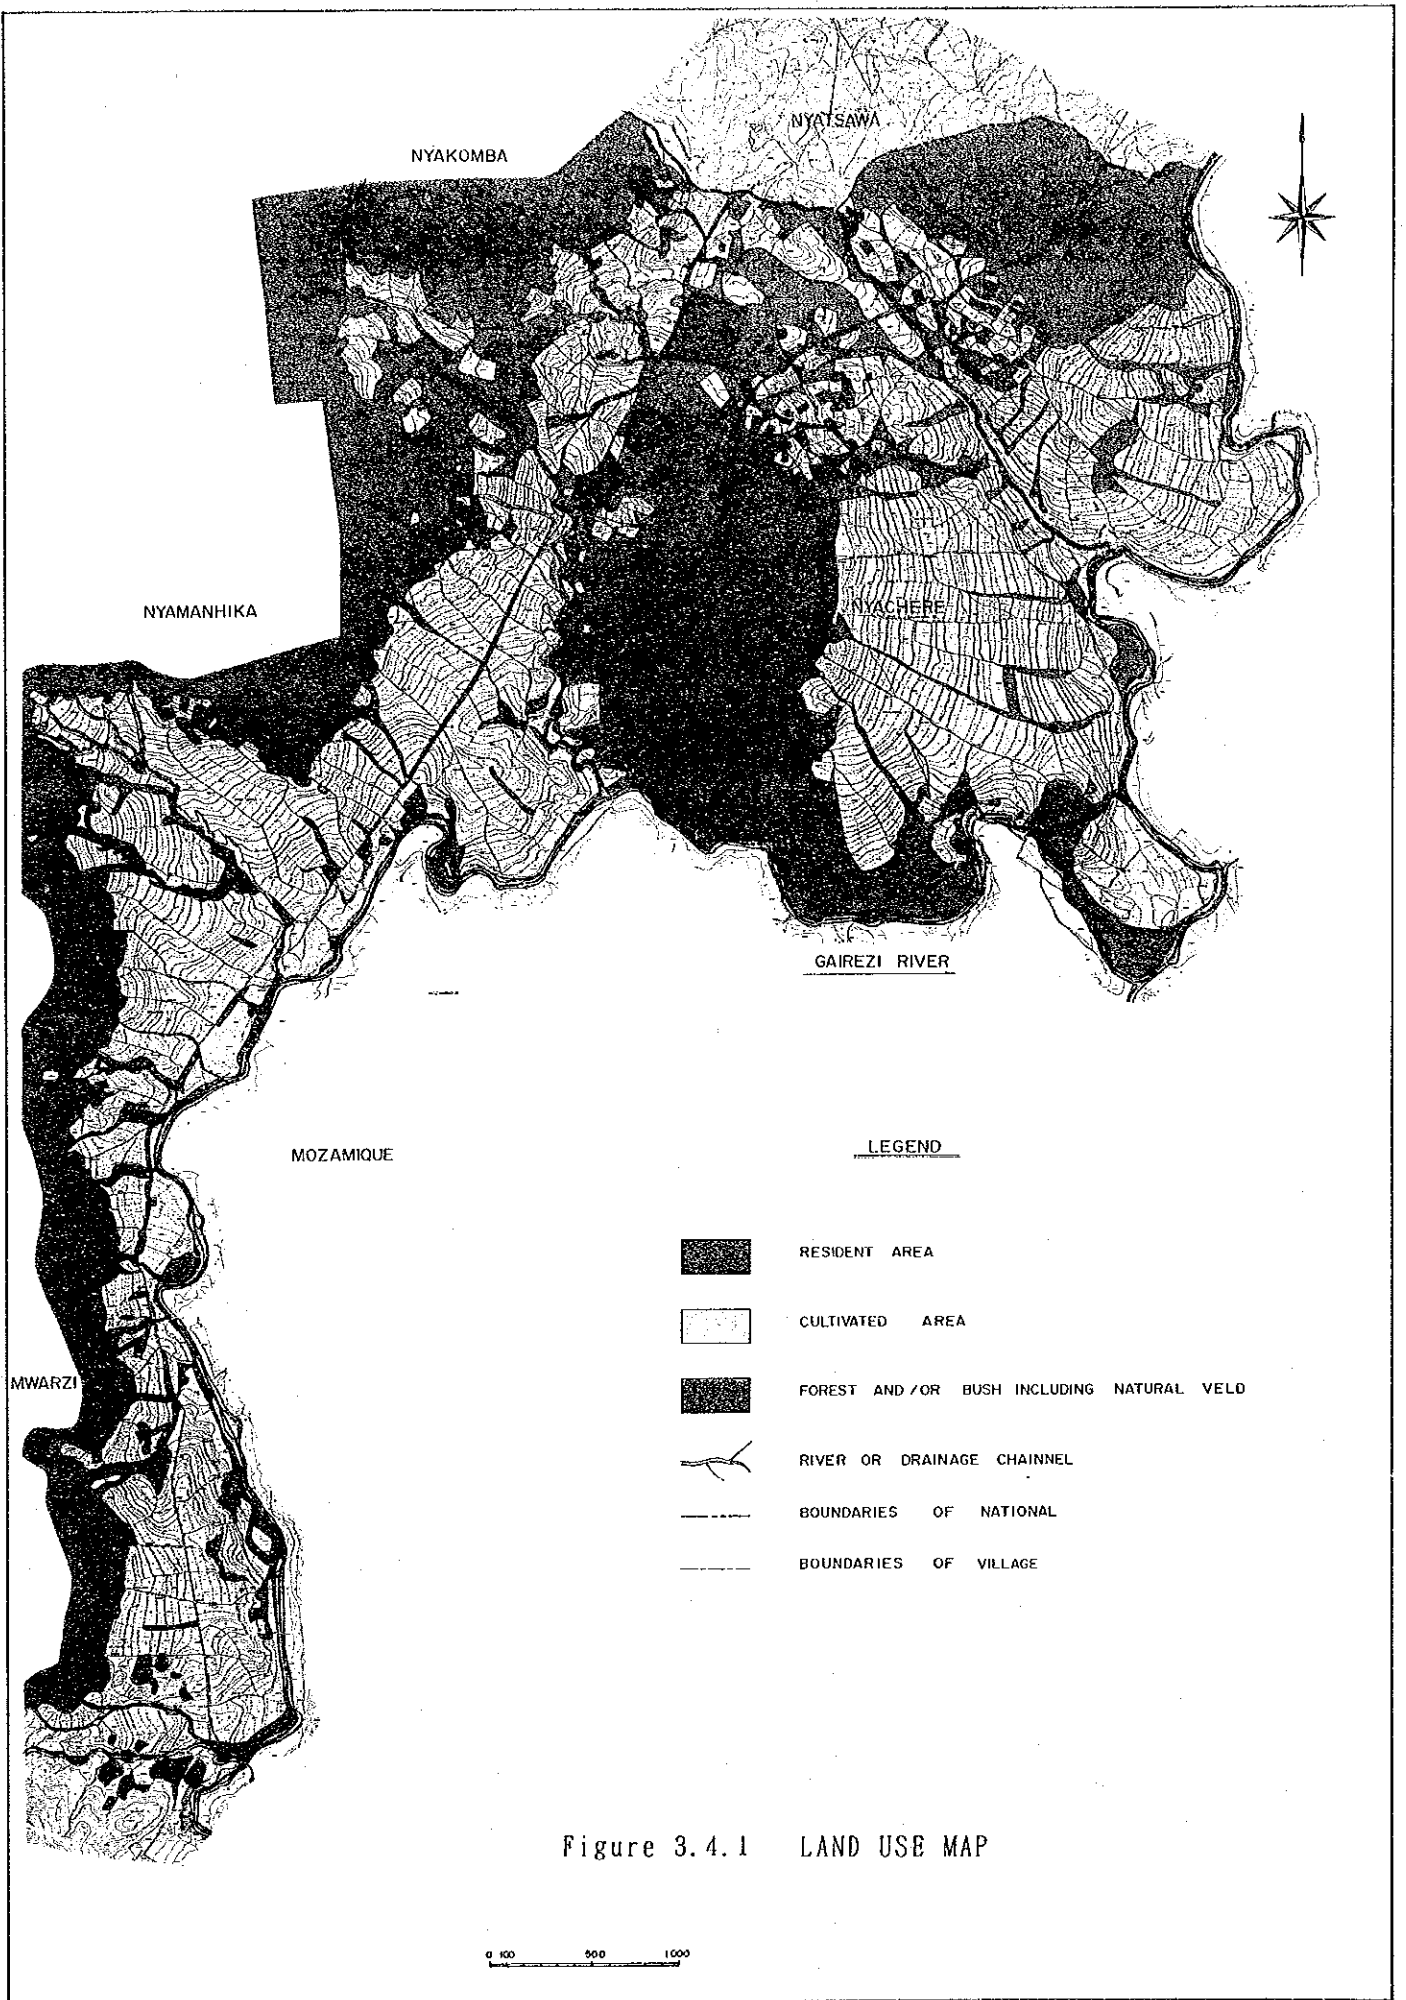 NYATSAWA
NYAKOMBA
NYAMANHIKA
NYACHERE
GAIREZI RIVER
MOZAMIQUE
LEGEND
RESIDENT AREA
CULTIVATED AREA
MWARZI
FOREST AND/OR BUSH INCLUDING NATURAL VELD
RIVER OR DRAINAGE CHAINNEL
BOUNDARIES OF NATIONAL
BOUNDARIES OF VILLAGE
Figure 3.4.1 LAND USE MAP
0 100 500 1000